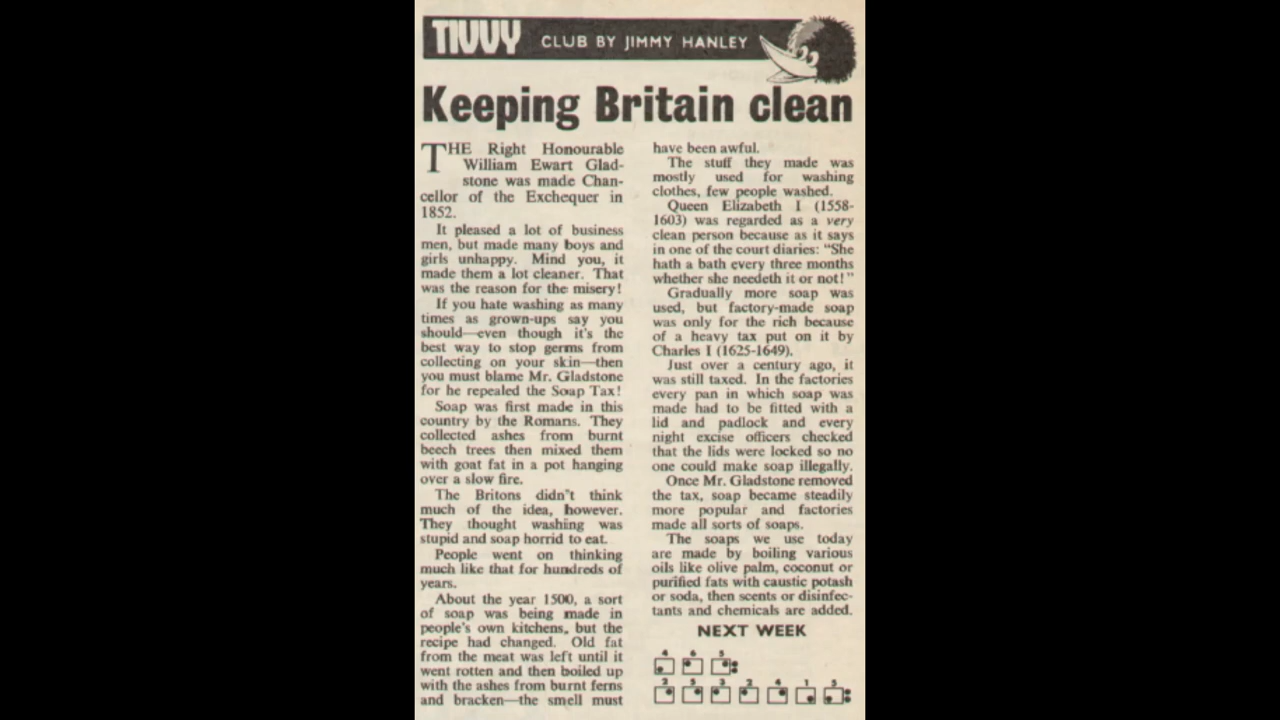 TIVVY CLUB BY JIMMY HANLEY
Keeping Britain clean
THE Right Honourable
William Ewart Glad-
stone was made Chan-
cellor of the Exchequer in
1852.
It pleased a lot of business
men, but made many boys and
girls unhappy. Mind you, it
made them a lot cleaner. That
was the reason for the misery!
If you hate washing as many
times as grown-ups say you
should—even though it's the
best way to stop germs from
collecting on your skin—then
you must blame Mr. Gladstone
for he repealed the Soap Tax!
Soap was first made in this
country by the Romans. They
collected ashes from burnt
beech trees then mixed them
with goat fat in a pot hanging
over a slow fire.
The Britons didn't think
much of the idea, however.
They thought washing was
stupid and soap horrid to eat.
People went on thinking
much like that for hundreds of
years.
About the year 1500, a sort
of soap was being made in
people's own kitchens, but the
recipe had changed. Old fat
from the meat was left until it
went rotten and then boiled up
with the ashes from burnt ferns
and bracken—the smell must
have been awful.
The stuff they made was
mostly used for washing
clothes, few people washed.
Queen Elizabeth I (1558-
1603) was regarded as a very
clean person because as it says
in one of the court diaries: "She
hath a bath every three months
whether she needeth it or not!"
Gradually more soap was
used, but factory-made soap
was only for the rich because
of a heavy tax put on it by
Charles I (1625-1649).
Just over a century ago, it
was still taxed. In the factories
every pan in which soap was
made had to be fitted with a
lid and padlock and every
night excise officers checked
that the lids were locked so no
one could make soap illegally.
Once Mr. Gladstone removed
the tax, soap became steadily
more popular and factories
made all sorts of soaps.
The soaps we use today
are made by boiling various
oils like olive palm, coconut or
purified fats with caustic potash
or soda, then scents or disinfec-
tants and chemicals are added.
NEXT WEEK
4 6 5
2 5 3 2 4 1 5